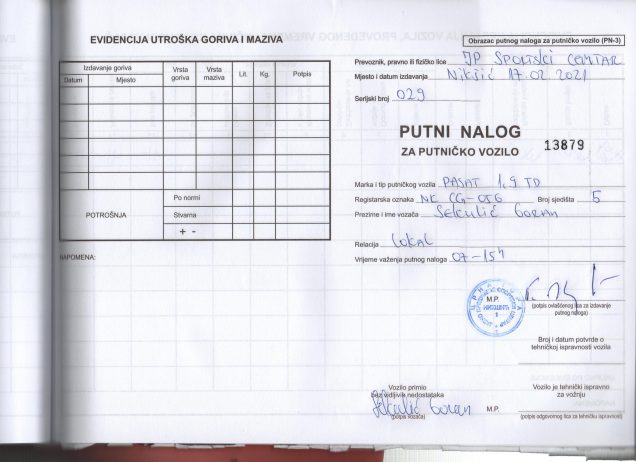 EVIDENCIJA UTROŠKA GORIVA I MAZIVA
Izdavanje goriva
Datum Mjesto
Vrsta goriva
Vrsta maziva
Lit.
Kg.
Potpis
POTROŠNJA
Po normi
Stvarna
+ -
NAPOMENA:
Obrazac putnog naloga za putničko vozilo (PN-3)
Prevoznik, pravno ili fizičko lice JP SPORTSKI CENTAR
Mjesto i datum izdavanja Nikšić 17.02.2021
Serijski broj 029
PUTNI NALOG
ZA PUTNIČKO VOZILO 13879
Marka i tip putničkog vozila PASAT 1,9 TD
Registarska oznaka NK CG-056 Broj sjedišta 5
Prezime i ime vozača Sekulić Goran
Relacija LOKAL
Vrijeme važenja putnog naloga 07-15h
M.P.
(potpis ovlašćenog lica za izdavanje
putnog naloga)
Broj i datum potvrde o
tehničkoj ispravnosti vozila
Vozilo primio
bez vidljivih nedostataka
Sekulić Goran
(potpis vozača)
M.P.
Vozilo je tehnički ispravno
za vožnju
(potpis odgovornog lica za tehničku ispravnost)